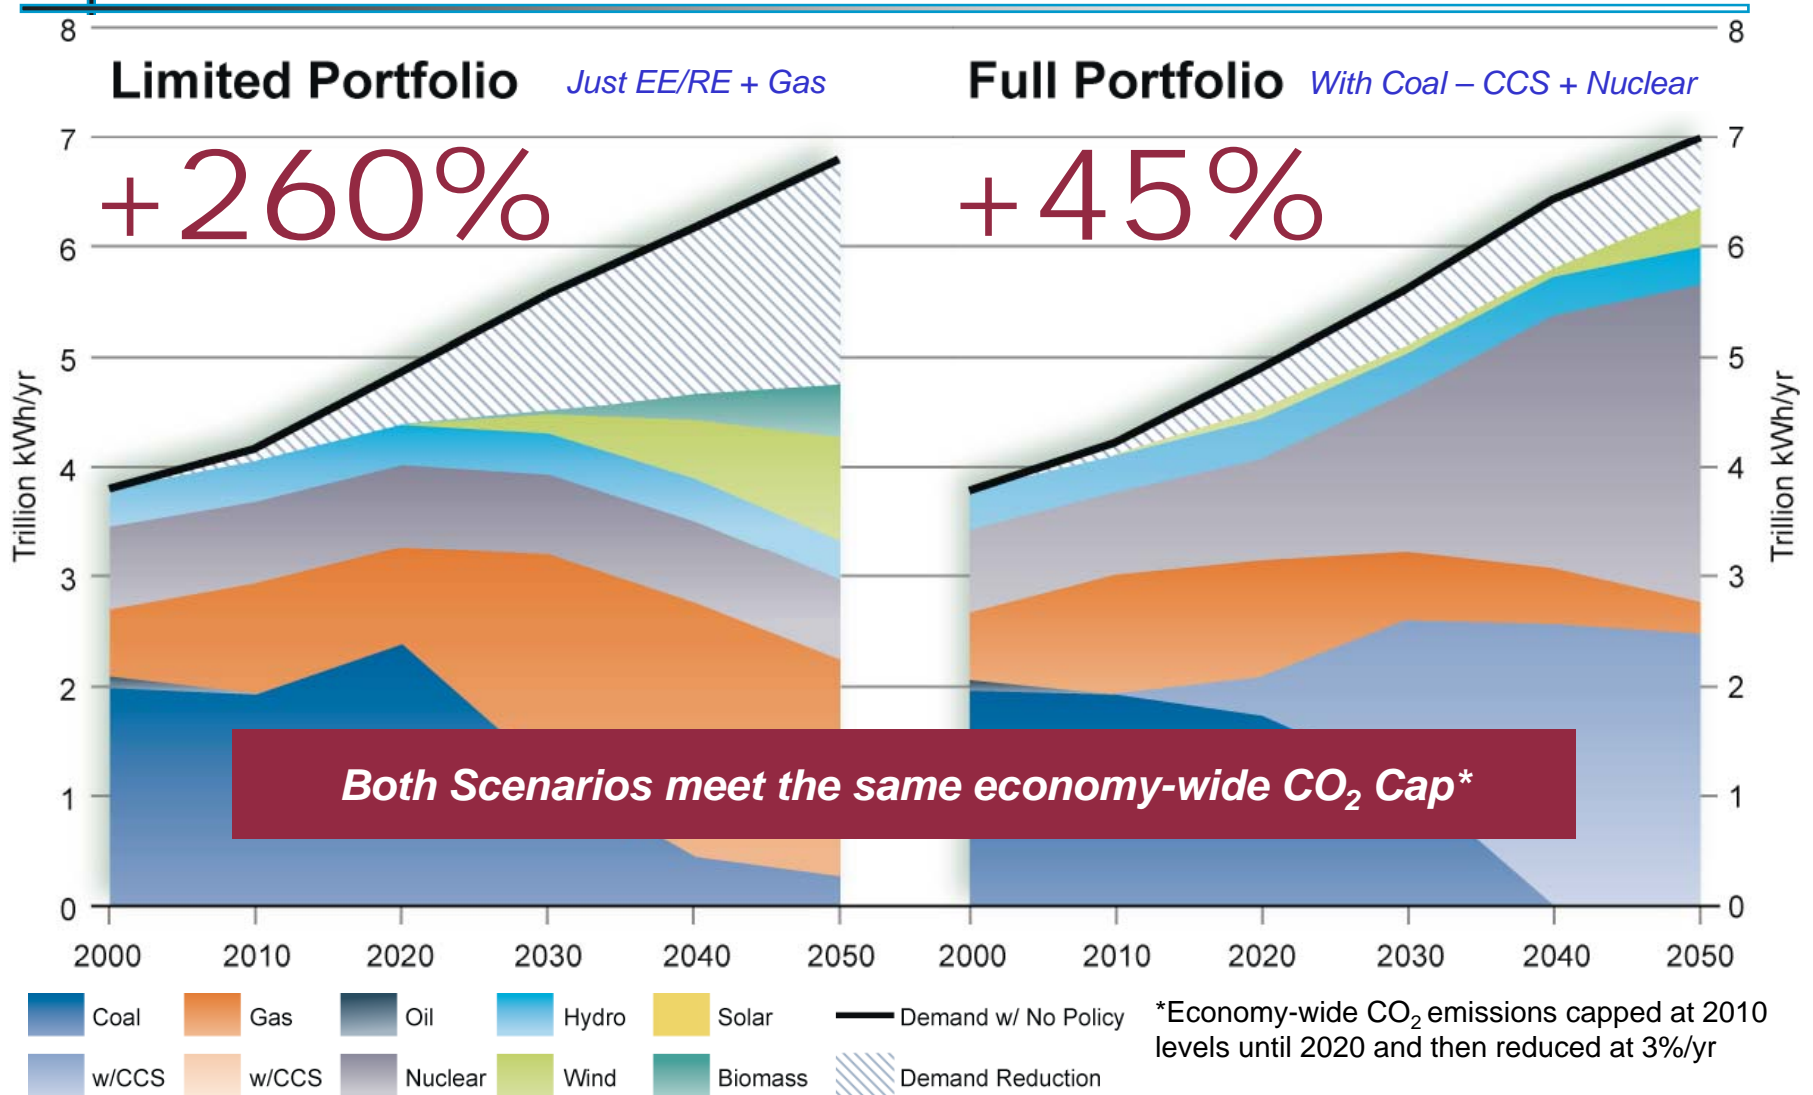 8
8
Limited Portfolio Just EE/RE + Gas
Full Portfolio With Coal – CCS + Nuclear
7
7
+260%
+45%
6
6
5
5
4
4
3
3
2
2
1
1
0
0
Trillion kWh/yr
Trillion kWh/yr
Both Scenarios meet the same economy-wide CO₂ Cap*
2000 2010 2020 2030 2040 2050
2000 2010 2020 2030 2040 2050
Coal Gas Oil Hydro Solar Demand w/ No Policy
w/CCS w/CCS Nuclear Wind Biomass Demand Reduction
*Economy-wide CO₂ emissions capped at 2010
levels until 2020 and then reduced at 3%/yr